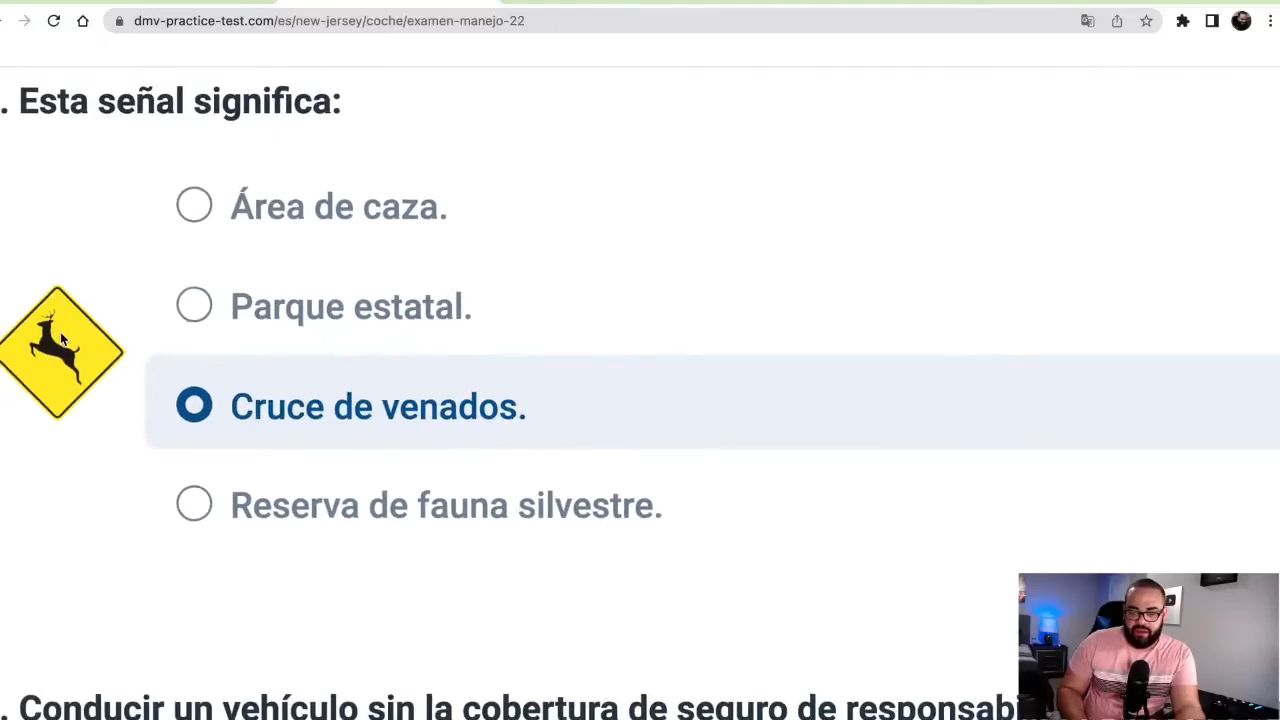 dmv-practice-test.com/es/new-jersey/coche/examen-manejo-22
. Esta señal significa:
Área de caza.
Parque estatal.
Cruce de venados.
Reserva de fauna silvestre.
. Conducir un vehículo sin la cobertura de seguro de responsabi